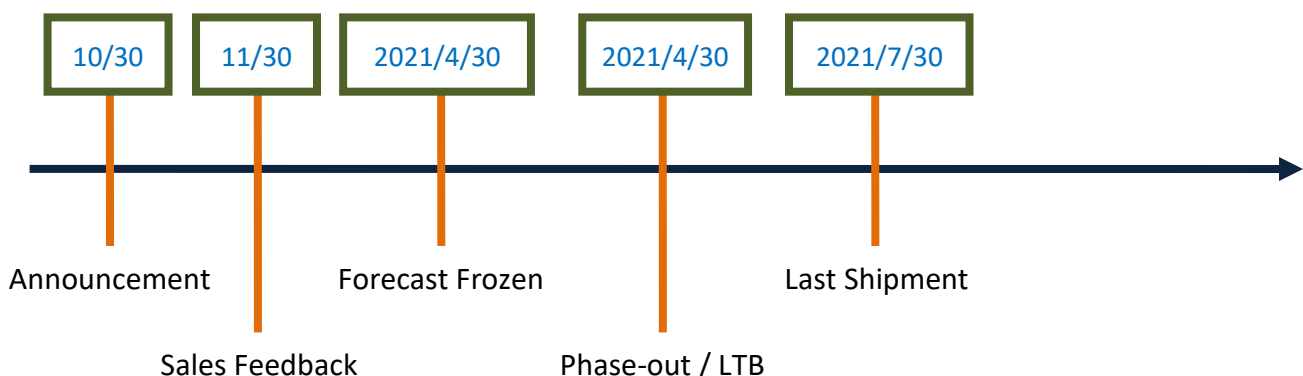 10/30
11/30
2021/4/30
2021/4/30
2021/7/30
Announcement
Forecast Frozen
Last Shipment
Sales Feedback
Phase-out / LTB